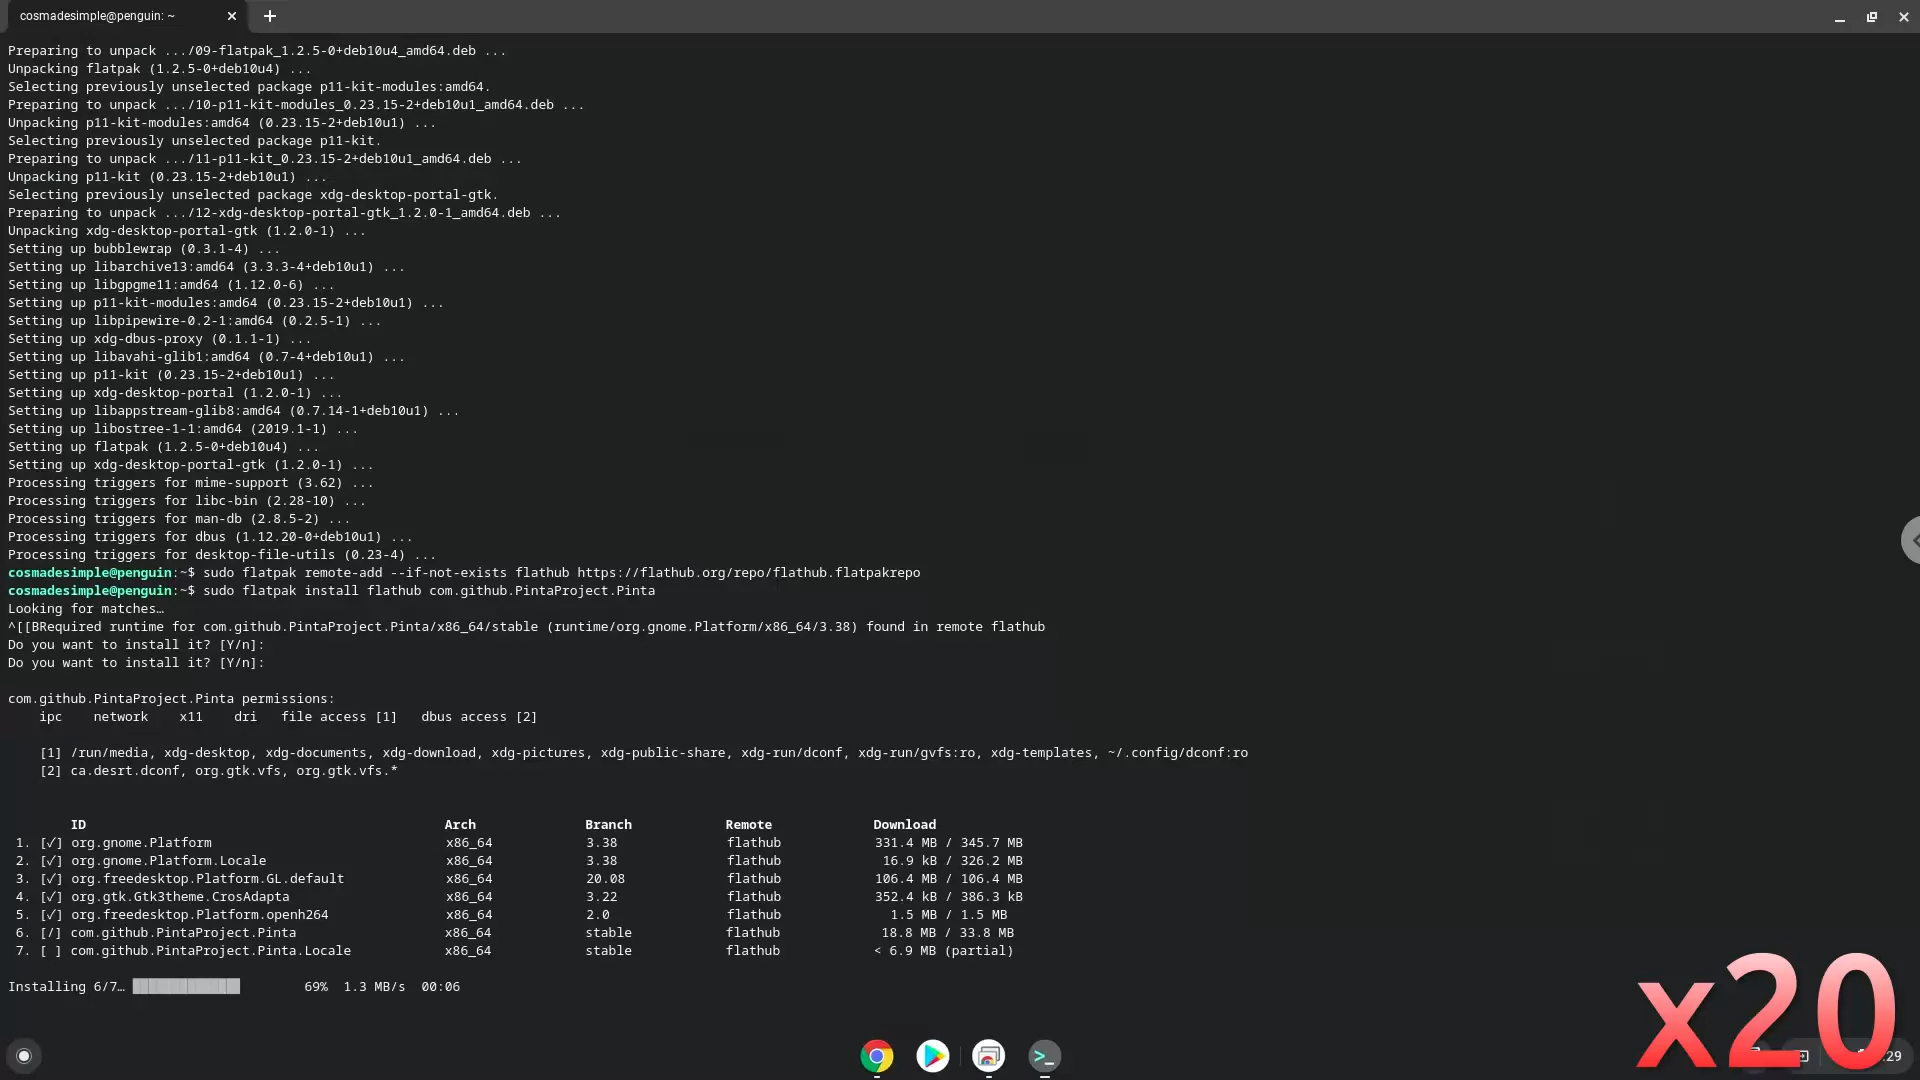 cosmadesimple@penguin: ~
Preparing to unpack .../09-flatpak_1.2.5-0+deb10u4_amd64.deb ...
Unpacking flatpak (1.2.5-0+deb10u4) ...
Selecting previously unselected package p11-kit-modules:amd64.
Preparing to unpack .../10-p11-kit-modules_0.23.15-2+deb10u1_amd64.deb ...
Unpacking p11-kit-modules:amd64 (0.23.15-2+deb10u1) ...
Selecting previously unselected package p11-kit.
Preparing to unpack .../11-p11-kit_0.23.15-2+deb10u1_amd64.deb ...
Unpacking p11-kit (0.23.15-2+deb10u1) ...
Selecting previously unselected package xdg-desktop-portal-gtk.
Preparing to unpack .../12-xdg-desktop-portal-gtk_1.2.0-1_amd64.deb ...
Unpacking xdg-desktop-portal-gtk (1.2.0-1) ...
Setting up bubblewrap (0.3.1-4) ...
Setting up libarchive13:amd64 (3.3.3-4+deb10u1) ...
Setting up libgpgme11:amd64 (1.12.0-6) ...
Setting up p11-kit-modules:amd64 (0.23.15-2+deb10u1) ...
Setting up libpipewire-0.2-1:amd64 (0.2.5-1) ...
Setting up xdg-dbus-proxy (0.1.1-1) ...
Setting up libavahi-glib1:amd64 (0.7-4+deb10u1) ...
Setting up p11-kit (0.23.15-2+deb10u1) ...
Setting up xdg-desktop-portal (1.2.0-1) ...
Setting up libappstream-glib8:amd64 (0.7.14-1+deb10u1) ...
Setting up libostree-1-1:amd64 (2019.1-1) ...
Setting up flatpak (1.2.5-0+deb10u4) ...
Setting up xdg-desktop-portal-gtk (1.2.0-1) ...
Processing triggers for mime-support (3.62) ...
Processing triggers for libc-bin (2.28-10) ...
Processing triggers for man-db (2.8.5-2) ...
Processing triggers for dbus (1.12.20-0+deb10u1) ...
Processing triggers for desktop-file-utils (0.23-4) ...
cosmadesimple@penguin:~$ sudo flatpak remote-add --if-not-exists flathub https://flathub.org/repo/flathub.flatpakrepo
cosmadesimple@penguin:~$ sudo flatpak install flathub com.github.PintaProject.Pinta
Looking for matches…
^[[BRequired runtime for com.github.PintaProject.Pinta/x86_64/stable (runtime/org.gnome.Platform/x86_64/3.38) found in remote flathub
Do you want to install it? [Y/n]:
Do you want to install it? [Y/n]:
com.github.PintaProject.Pinta permissions:
ipc network x11 dri file access [1] dbus access [2]
[1] /run/media, xdg-desktop, xdg-documents, xdg-download, xdg-pictures, xdg-public-share, xdg-run/dconf, xdg-run/gvfs:ro, xdg-templates, ~/.config/dconf:ro
[2] ca.desrt.dconf, org.gtk.vfs, org.gtk.vfs.*
ID Arch Branch Remote Download
1. [✓] org.gnome.Platform x86_64 3.38 flathub 331.4 MB / 345.7 MB
2. [✓] org.gnome.Platform.Locale x86_64 3.38 flathub 16.9 kB / 326.2 MB
3. [✓] org.freedesktop.Platform.GL.default x86_64 20.08 flathub 106.4 MB / 106.4 MB
4. [✓] org.gtk.Gtk3theme.CrosAdapta x86_64 3.22 flathub 352.4 kB / 386.3 kB
5. [✓] org.freedesktop.Platform.openh264 x86_64 2.0 flathub 1.5 MB / 1.5 MB
6. [/] com.github.PintaProject.Pinta x86_64 stable flathub 18.8 MB / 33.8 MB
7. [ ] com.github.PintaProject.Pinta.Locale x86_64 stable flathub < 6.9 MB (partial)
Installing 6/7… 69% 1.3 MB/s 00:06
x20
:29